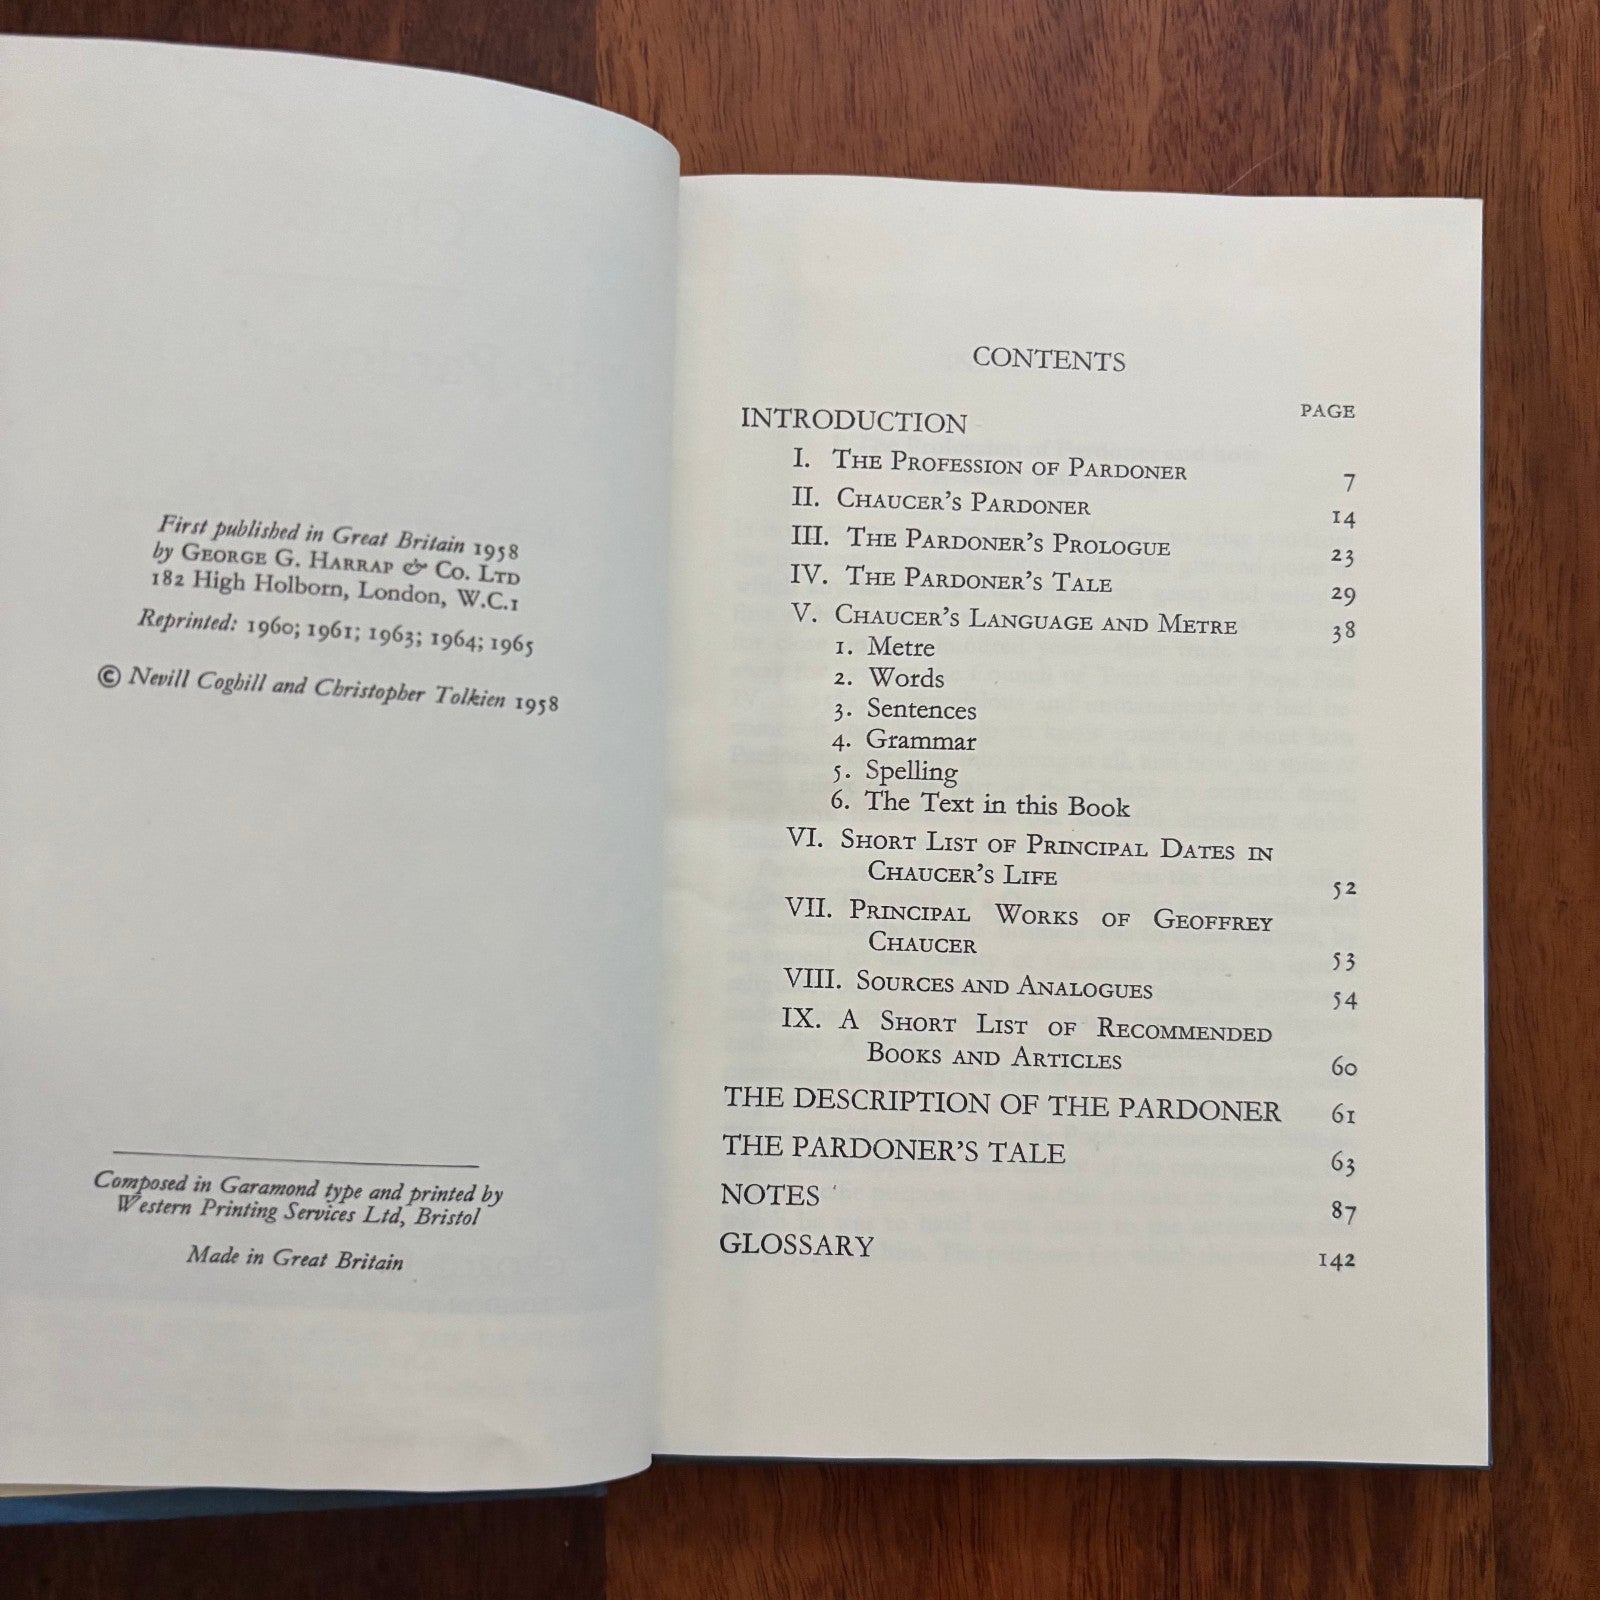 First published in Great Britain 1958
by GEORGE G. HARRAP & CO. LTD
182 High Holborn, London, W.C.1
Reprinted: 1960; 1961; 1963; 1964; 1965
© Nevill Coghill and Christopher Tolkien 1958
Composed in Garamond type and printed by
Western Printing Services Ltd, Bristol
Made in Great Britain
CONTENTS
PAGE
INTRODUCTION
I. THE PROFESSION OF PARDONER 7
II. CHAUCER'S PARDONER 14
III. THE PARDONER'S PROLOGUE 23
IV. THE PARDONER'S TALE 29
V. CHAUCER'S LANGUAGE AND METRE 38
1. Metre
2. Words
3. Sentences
4. Grammar
5. Spelling
6. The Text in this Book
VI. SHORT LIST OF PRINCIPAL DATES IN
CHAUCER'S LIFE 52
VII. PRINCIPAL WORKS OF GEOFFREY
CHAUCER 53
VIII. SOURCES AND ANALOGUES 54
IX. A SHORT LIST OF RECOMMENDED
BOOKS AND ARTICLES 60
THE DESCRIPTION OF THE PARDONER 61
THE PARDONER'S TALE 63
NOTES 87
GLOSSARY 142